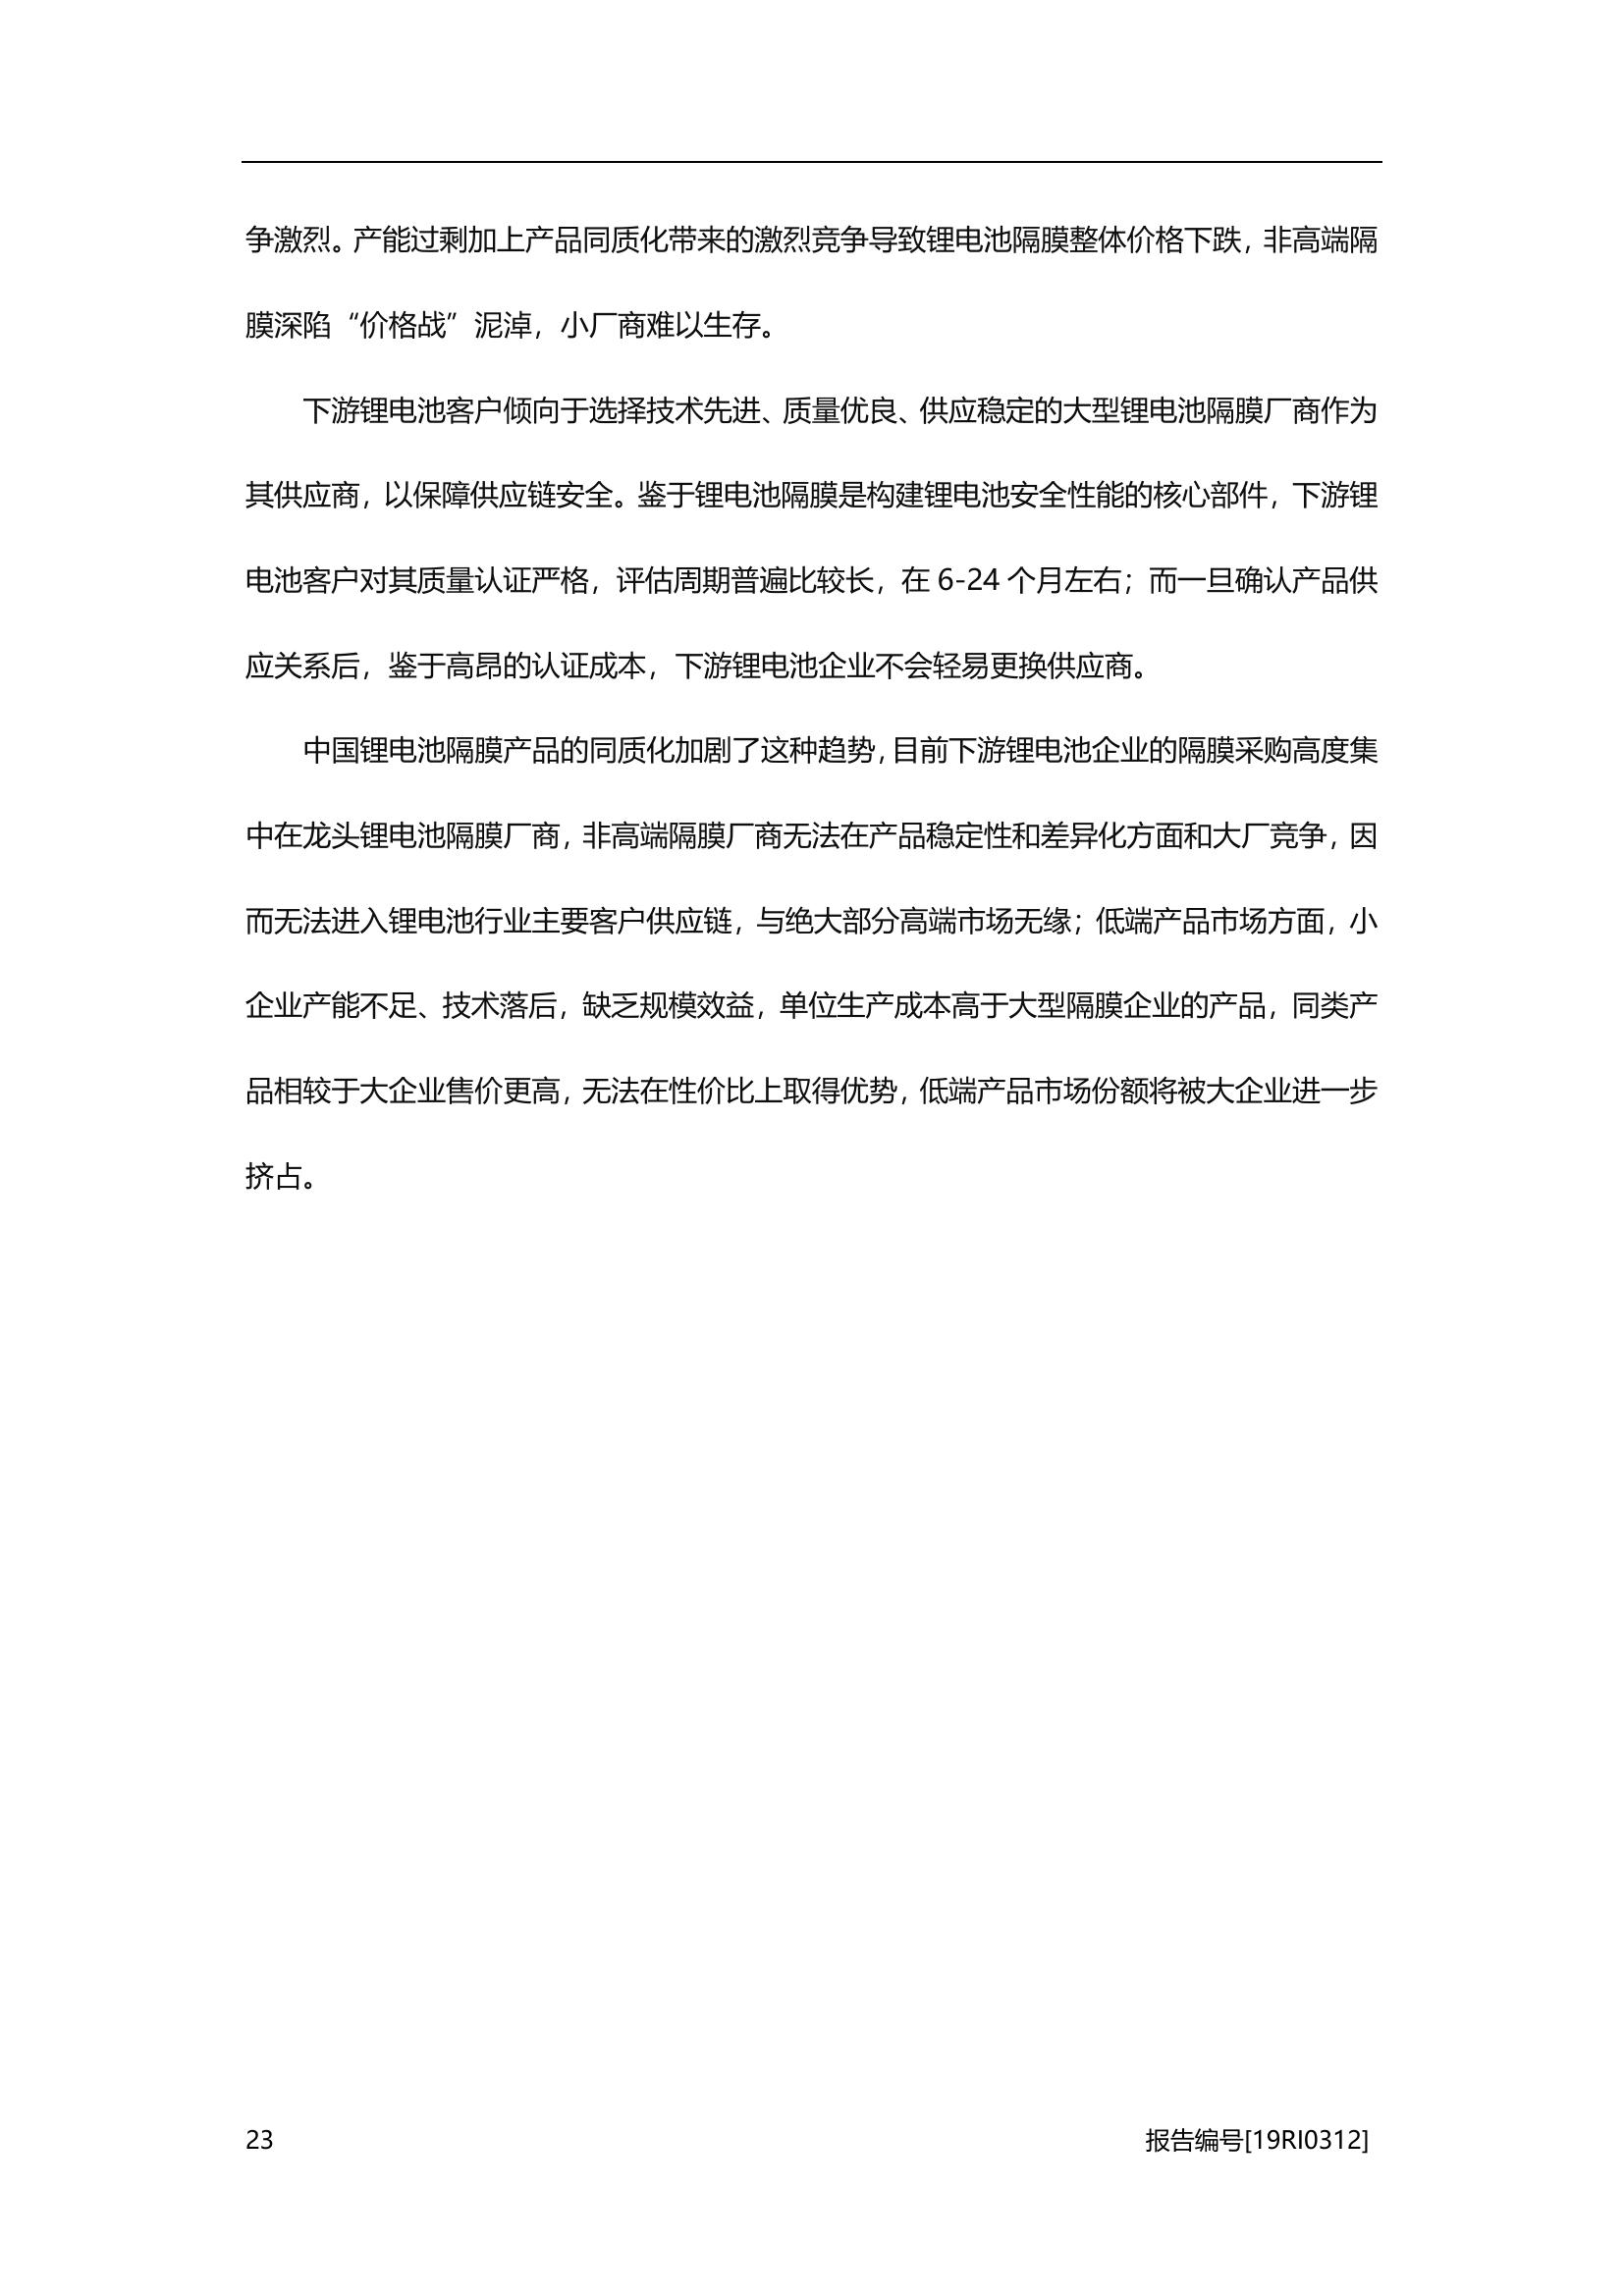 争激烈。产能过剩加上产品同质化带来的激烈竞争导致锂电池隔膜整体价格下跌，非高端隔
膜深陷“价格战”泥淖，小厂商难以生存。
下游锂电池客户倾向于选择技术先进、质量优良、供应稳定的大型锂电池隔膜厂商作为
其供应商，以保障供应链安全。鉴于锂电池隔膜是构建锂电池安全性能的核心部件，下游锂
电池客户对其质量认证严格，评估周期普遍比较长，在 6-24 个月左右；而一旦确认产品供
应关系后，鉴于高昂的认证成本，下游锂电池企业不会轻易更换供应商。
中国锂电池隔膜产品的同质化加剧了这种趋势，目前下游锂电池企业的隔膜采购高度集
中在龙头锂电池隔膜厂商，非高端隔膜厂商无法在产品稳定性和差异化方面和大厂竞争，因
而无法进入锂电池行业主要客户供应链，与绝大部分高端市场无缘；低端产品市场方面，小
企业产能不足、技术落后，缺乏规模效益，单位生产成本高于大型隔膜企业的产品，同类产
品相较于大企业售价更高，无法在性价比上取得优势，低端产品市场份额将被大企业进一步
挤占。
23 报告编号[19RI0312]